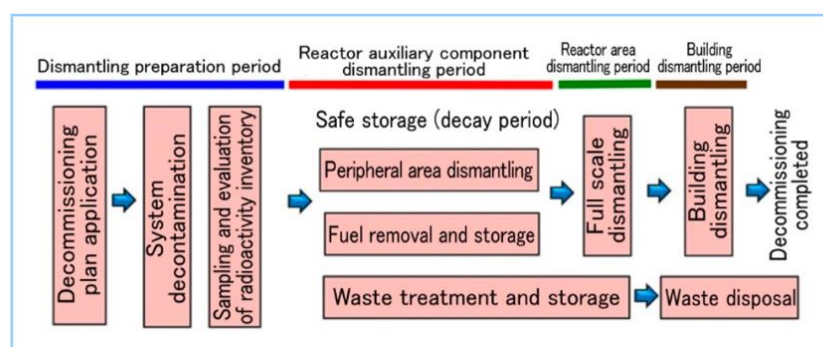 Dismantling preparation period
Reactor auxiliary component
dismantling period
Reactor area
dismantling period
Building
dismantling period
Decommissioning
plan application
System
decontamination
Sampling and evaluation
of radioactivity inventory
Safe storage (decay period)
Peripheral area dismantling
Fuel removal and storage
Full scale
dismantling
Building
dismantling
Decommissioning
completed
Waste treatment and storage
Waste disposal